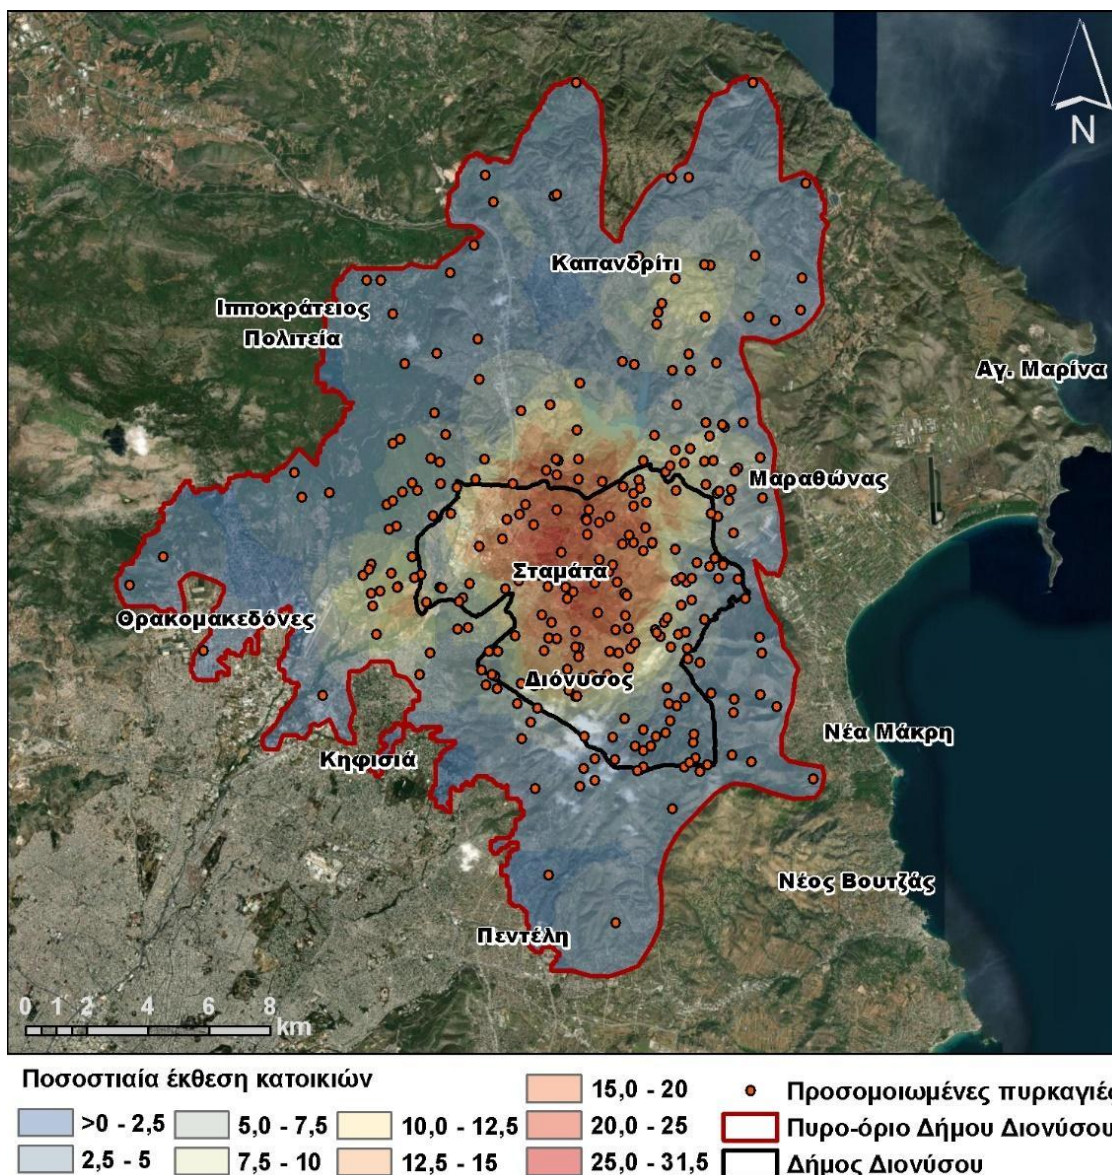 N
Καπανδρίτι
Ιπποκράτειος
Πολιτεία
Αγ. Μαρίνα
Μαραθώνας
Σταμάτα
Θρακομακεδόνες
Διόνυσος
Νέα Μάκρη
Κηφισιά
Νέος Βουτζάς
Πεντέλη
0 1 2 4 6 8
km
Ποσοστιαία έκθεση κατοικιών
>0 - 2,5
2,5 - 5
5,0 - 7,5
7,5 - 10
10,0 - 12,5
12,5 - 15
15,0 - 20
20,0 - 25
25,0 - 31,5
Προσομοιωμένες πυρκαγιές
Πυρο-όριο Δήμου Διονύσου
Δήμος Διονύσου